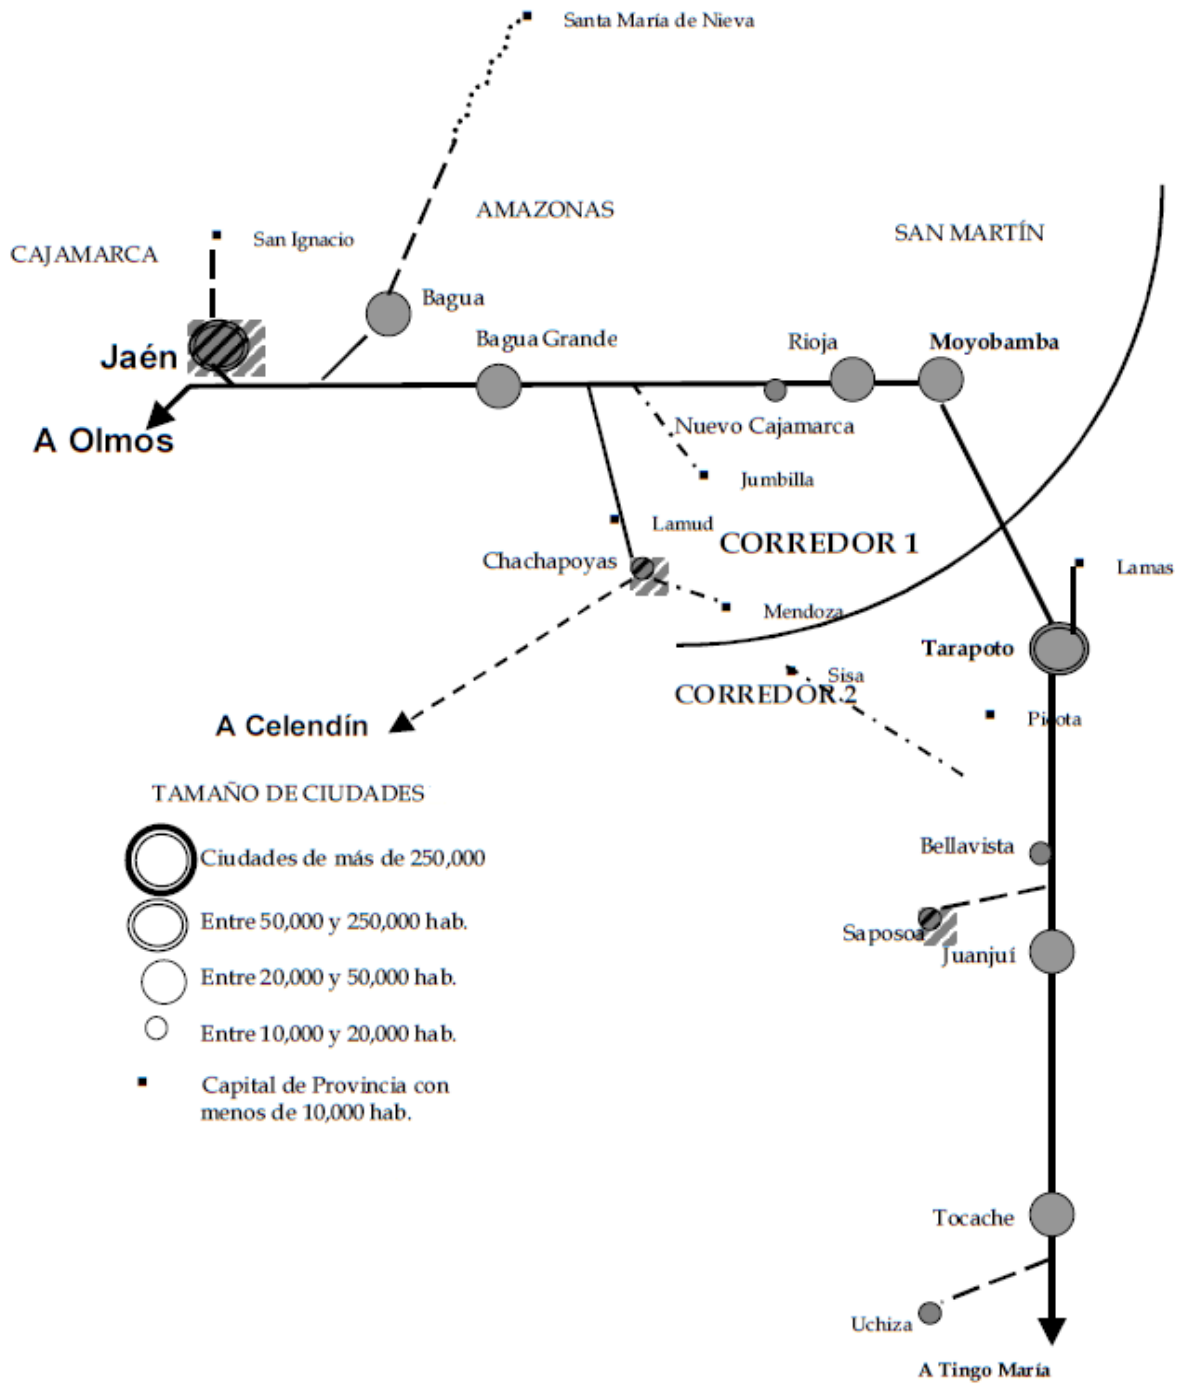 Santa María de Nieva
AMAZONAS
SAN MARTÍN
CAJAMARCA
San Ignacio
Bagua
Bagua Grande
Rioja
Moyobamba
Jaén
A Olmos
Nuevo Cajamarca
Jumbilla
Lamud
CORREDOR 1
Chachapoyas
Lamas
Mendoza
Tarapoto
Sisa
CORREDOR 2
Picota
A Celendín
TAMAÑO DE CIUDADES
Ciudades de más de 250,000
Entre 50,000 y 250,000 hab.
Entre 20,000 y 50,000 hab.
Entre 10,000 y 20,000 hab.
Capital de Provincia con
menos de 10,000 hab.
Bellavista
Saposoa
Juanjuí
Tocache
Uchiza
A Tingo María